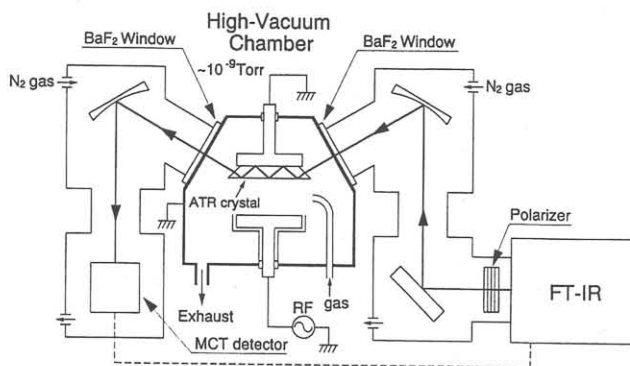 High-Vacuum
Chamber
BaF₂ Window
~10⁻⁹Torr
BaF₂ Window
N₂ gas
N₂ gas
ATR crystal
Polarizer
FT-IR
gas
RF
Exhaust
MCT detector